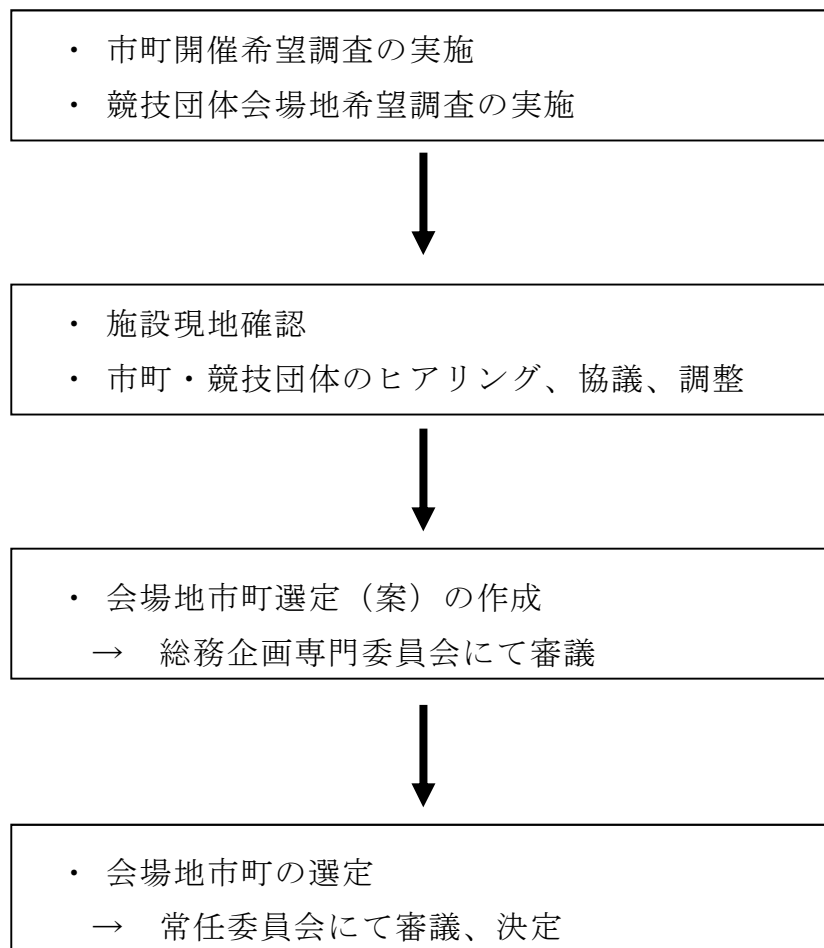 ・ 市町開催希望調査の実施
・ 競技団体会場地希望調査の実施
・ 施設現地確認
・ 市町・競技団体のヒアリング、協議、調整
・ 会場地市町選定（案）の作成
→ 総務企画専門委員会にて審議
・ 会場地市町の選定
→ 常任委員会にて審議、決定